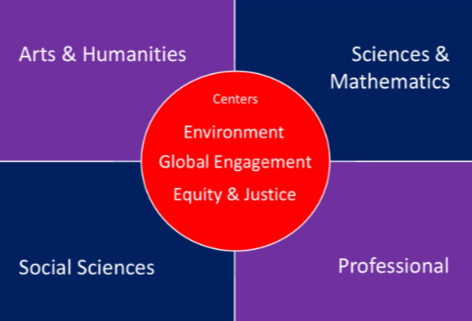 Arts & Humanities
Sciences &
Mathematics
Centers
Environment
Global Engagement
Equity & Justice
Social Sciences
Professional